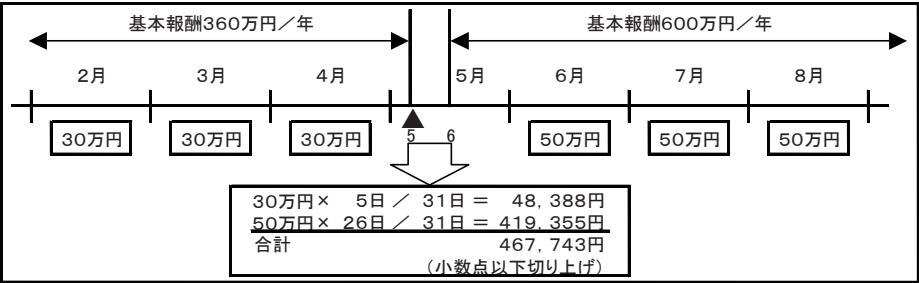 基本報酬360万円／年 基本報酬600万円／年
2月 3月 4月 5月 6月 7月 8月
30万円 30万円 30万円 50万円 50万円 50万円
5 6
30万円× 5日 ／ 31日 ＝ 48,388円
50万円× 26日 ／ 31日 ＝ 419,355円
合計 467,743円
（小数点以下切り上げ）